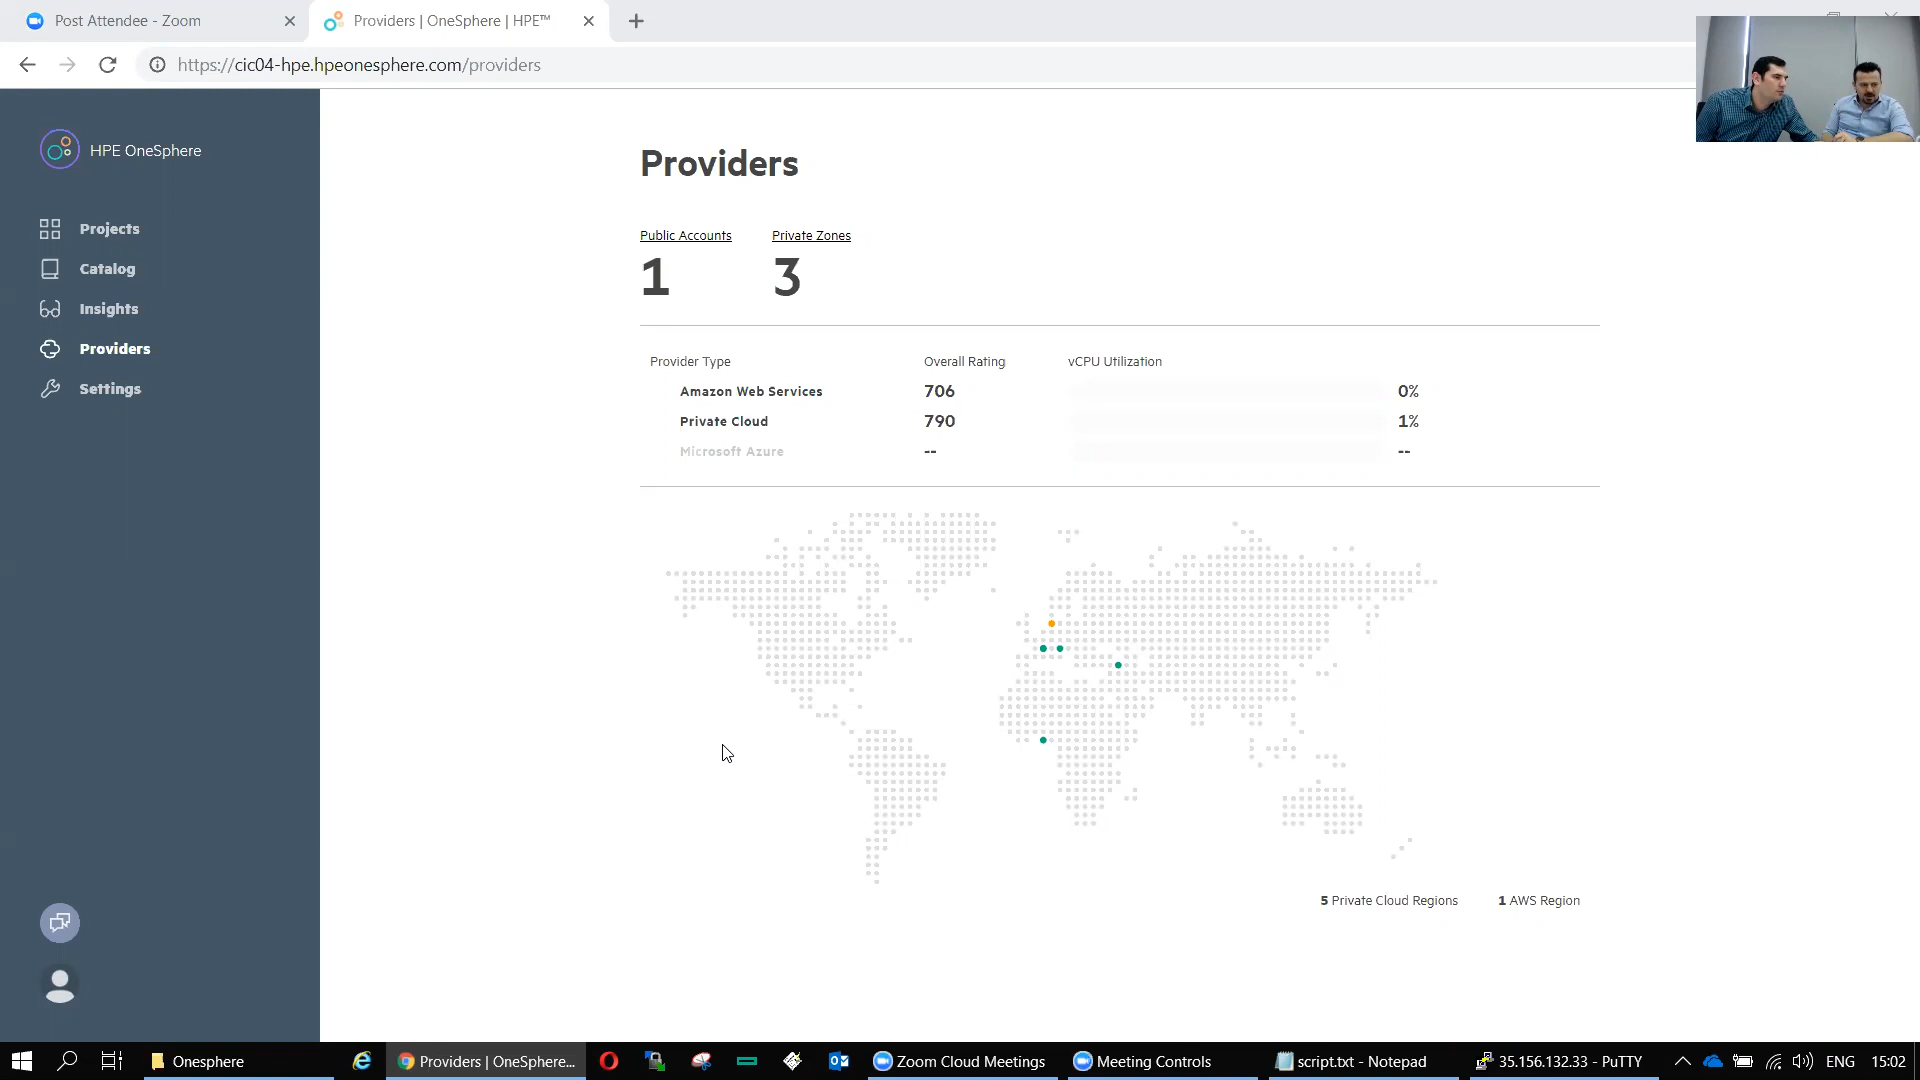 Post Attendee - Zoom
Providers | OneSphere | HPE™
https://cic04-hpe.hpeonesphere.com/providers
HPE OneSphere
Projects
Catalog
Insights
Providers
Settings
Providers
Public Accounts Private Zones
1 3
Provider Type Overall Rating vCPU Utilization
Amazon Web Services 706 0%
Private Cloud 790 1%
Microsoft Azure -- --
5 Private Cloud Regions 1 AWS Region
Onesphere
Providers | OneSphere...
Zoom Cloud Meetings
Meeting Controls
script.txt - Notepad
35.156.132.33 - PuTTY
ENG
15:02